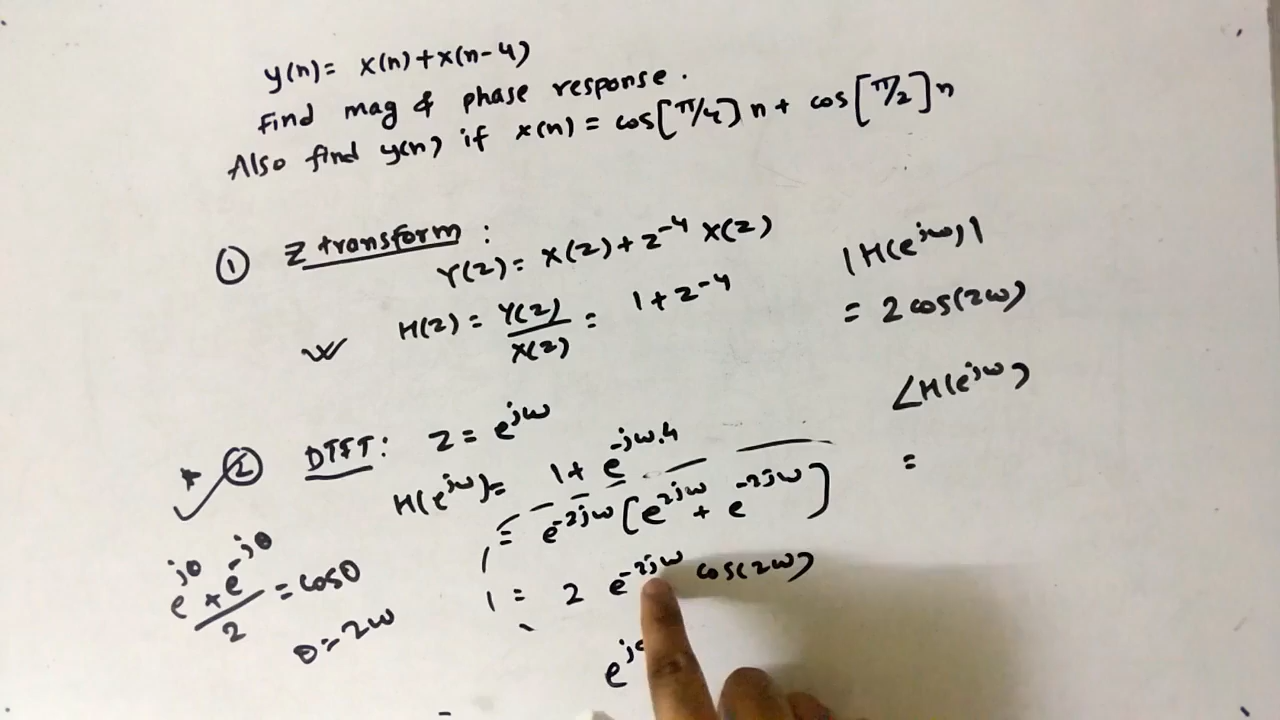 y(n) = x(n) + x(n-4)
Find mag & phase response.
Also find y(n) if x(n) = cos[π/4]n + cos[π/2]n
① Z transform :
Y(z) = X(z) + z⁻⁴ X(z)
H(z) = Y(z)/X(z) = 1 + z⁻⁴
|H(e^jω)|
= 2 cos(2ω)
∠H(e^jω)
=
② DTFT : z = e^jω
H(e^jω) = 1 + e^-jω.4
= e^-2jω [e^2jω + e^-2jω]
= 2 e^-2jω cos(2ω)
e^jθ + e^-jθ / 2 = cosθ
θ = 2ω